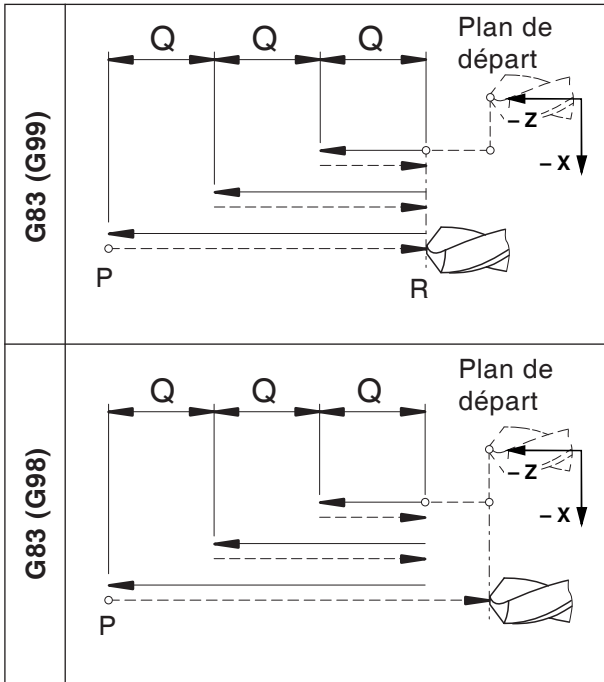 G83 (G99)
Q Q Q
Plan de
départ
– Z
– X
P
R
G83 (G98)
Q Q Q
Plan de
départ
– Z
– X
P